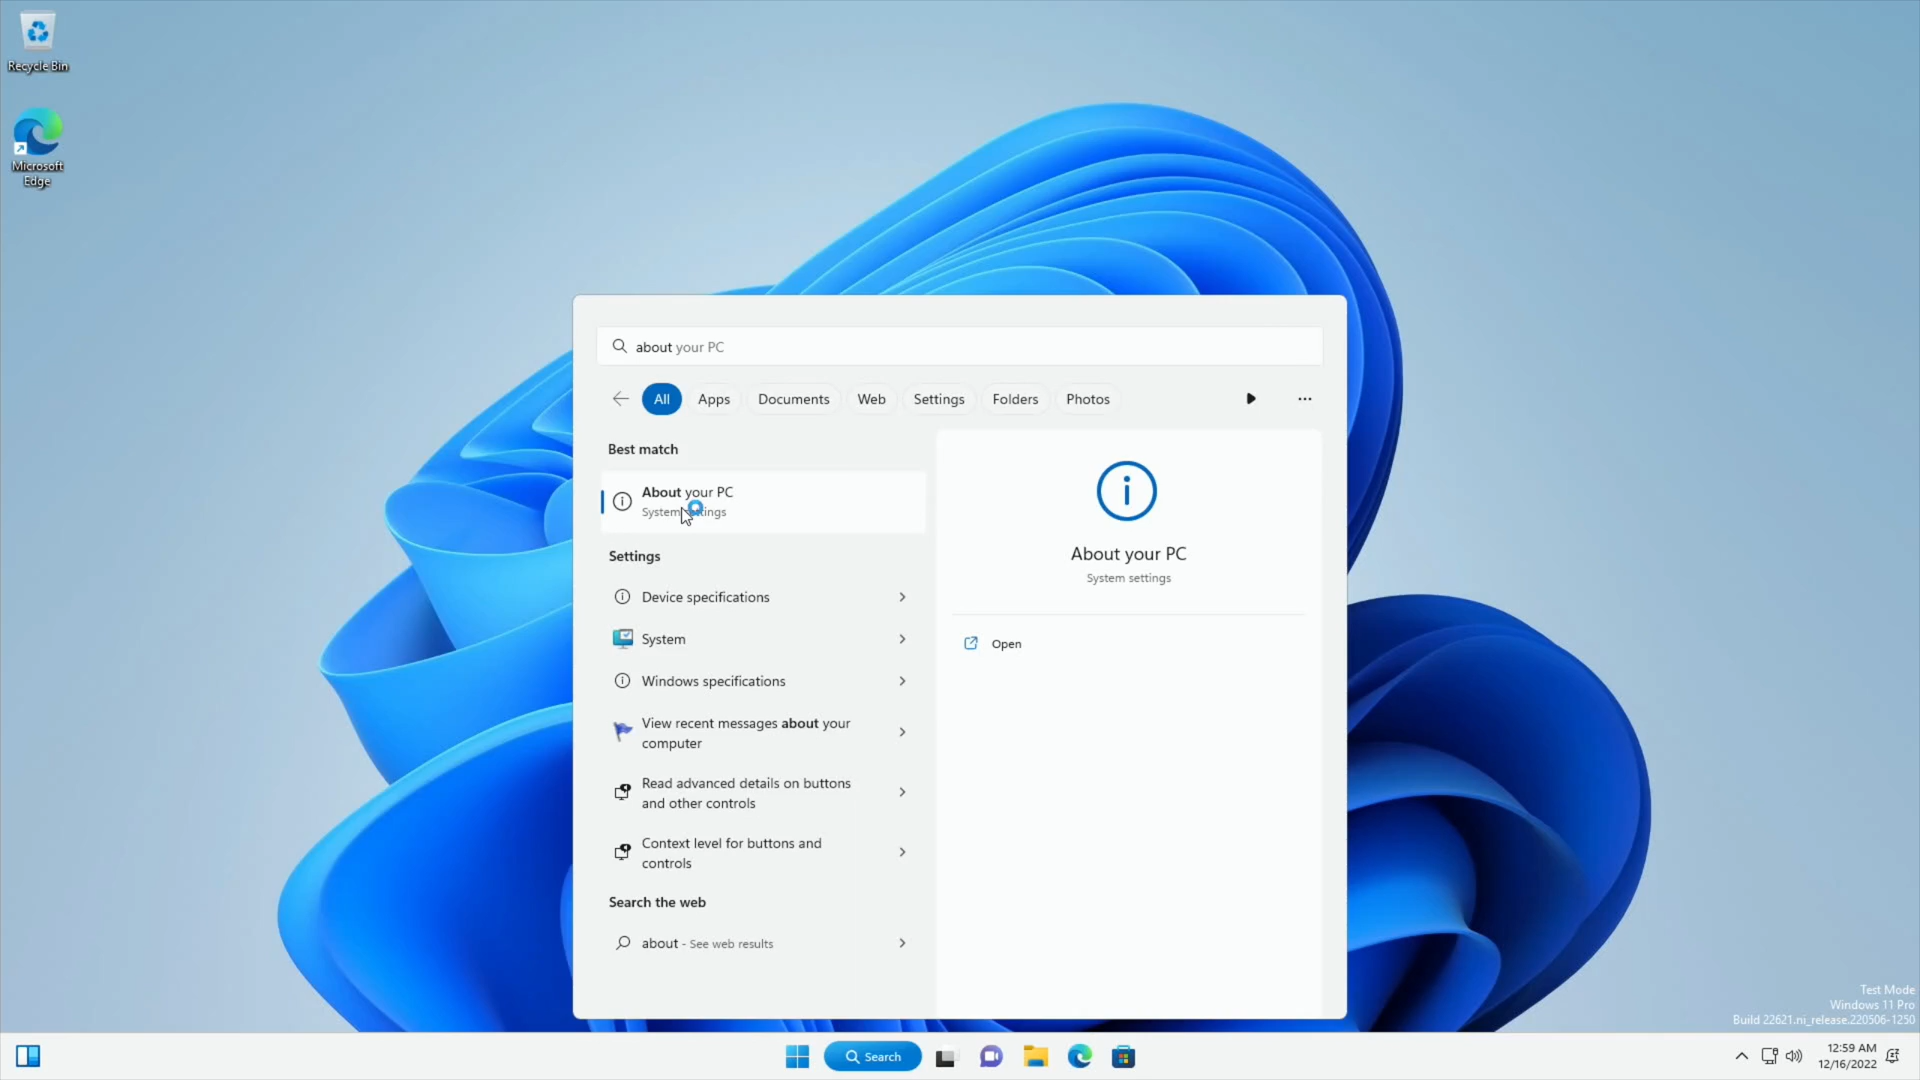 Recycle Bin
Microsoft
Edge
about your PC
All Apps Documents Web Settings Folders Photos
Best match
About your PC
System settings
Settings
Device specifications
System
Windows specifications
View recent messages about your
computer
Read advanced details on buttons
and other controls
Context level for buttons and
controls
Search the web
about - See web results
About your PC
System settings
Open
Test Mode
Windows 11 Pro
Build 22621.ni_release.220506-1250
Search
12:59 AM
12/16/2022